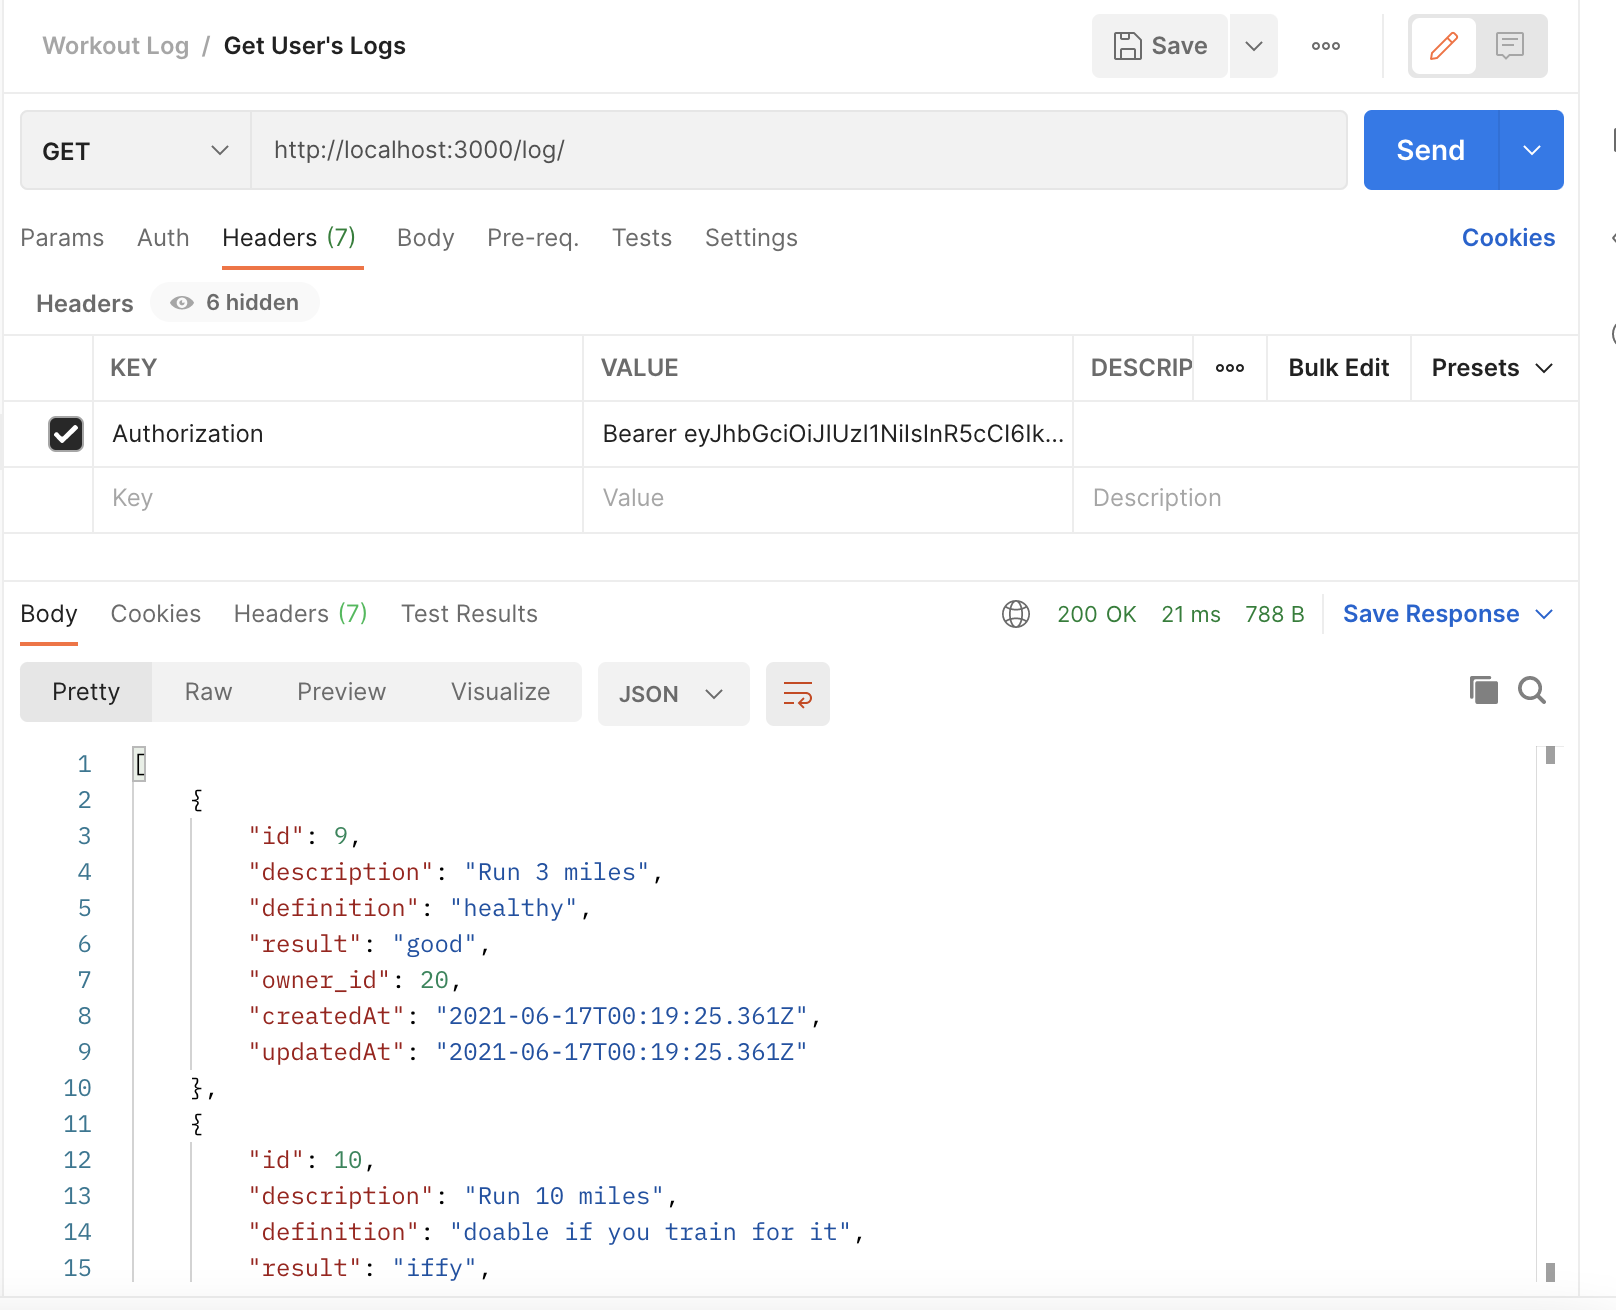 Workout Log / Get User's Logs
Save
GET http://localhost:3000/log/ Send
Params Auth Headers (7) Body Pre-req. Tests Settings Cookies
Headers 6 hidden
KEY VALUE DESCRIP Bulk Edit Presets
Authorization Bearer eyJhbGciOiJIUzI1NiIsInR5cCI6Ik...
Key Value Description
Body Cookies Headers (7) Test Results 200 OK 21 ms 788 B Save Response
Pretty Raw Preview Visualize JSON
1 [
2 {
3 "id": 9,
4 "description": "Run 3 miles",
5 "definition": "healthy",
6 "result": "good",
7 "owner_id": 20,
8 "createdAt": "2021-06-17T00:19:25.361Z",
9 "updatedAt": "2021-06-17T00:19:25.361Z"
10 },
11 {
12 "id": 10,
13 "description": "Run 10 miles",
14 "definition": "doable if you train for it",
15 "result": "iffy",